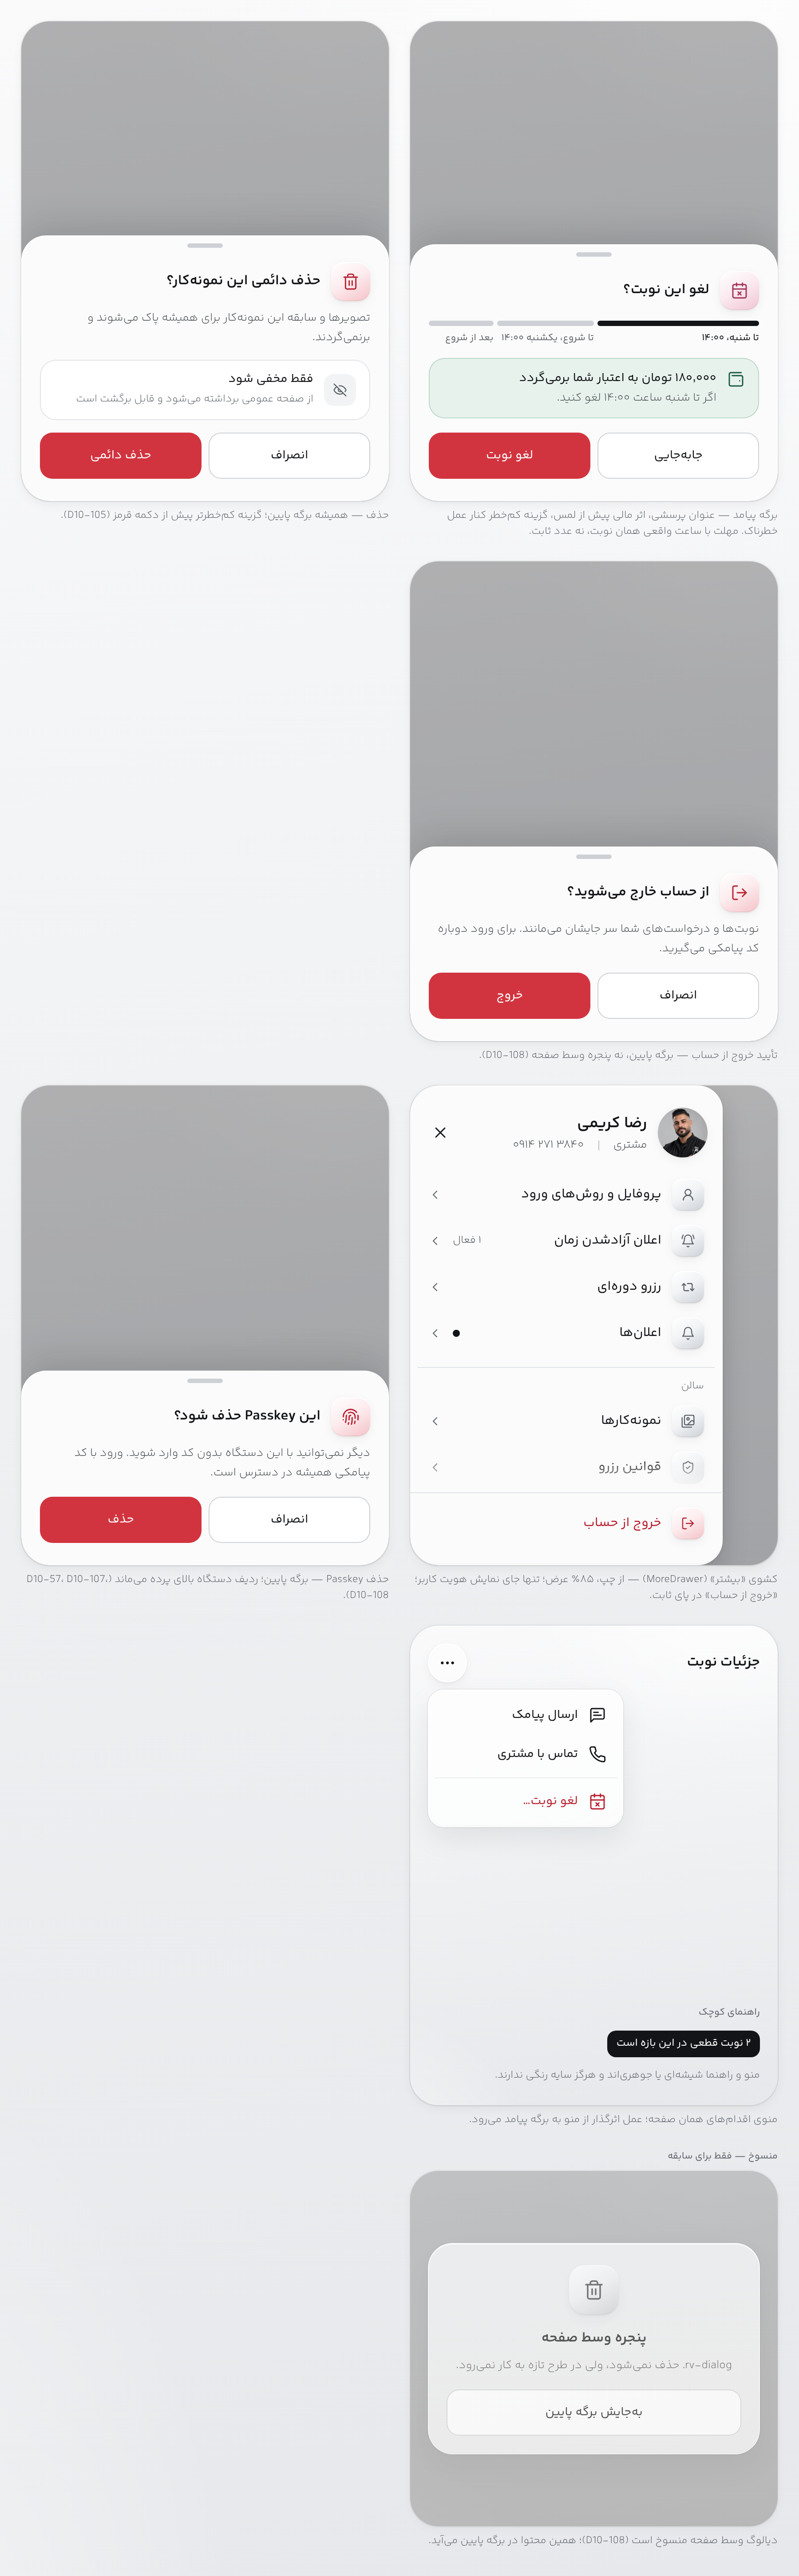 لغو این نوبت؟
تا شنبه، ۱۴:۰۰
تا شروع، یکشنبه ۱۴:۰۰
بعد از شروع
۱۸۰,۰۰۰ تومان به اعتبار شما برمی‌گردد
اگر تا شنبه ساعت ۱۴:۰۰ لغو کنید.
جابه‌جایی
لغو نوبت
برگه پیامد — عنوان پرسشی، اثر مالی پیش از لمس، گزینه کم‌خطر کنار عمل
خطرناک. مهلت با ساعت واقعی همان نوبت، نه عدد ثابت.
حذف دائمی این نمونه‌کار؟
تصویرها و سابقه این نمونه‌کار برای همیشه پاک می‌شوند و
برنمی‌گردند.
فقط مخفی شود
از صفحه عمومی برداشته می‌شود و قابل برگشت است
انصراف
حذف دائمی
حذف — همیشه برگه پایین؛ گزینه کم‌خطرتر پیش از دکمه قرمز (D10-105).
از حساب خارج می‌شوید؟
نوبت‌ها و درخواست‌های شما سر جایشان می‌مانند. برای ورود دوباره
کد پیامکی می‌گیرید.
انصراف
خروج
تأیید خروج از حساب — برگه پایین، نه پنجره وسط صفحه (D10-108).
رضا کریمی
مشتری | ۰۹۱۴ ۲۷۱ ۳۸۴۰
پروفایل و روش‌های ورود
اعلان آزادشدن زمان
۱ فعال
رزرو دوره‌ای
اعلان‌ها
سالن
نمونه‌کارها
قوانین رزرو
خروج از حساب
کشوی «بیشتر» (MoreDrawer) — از چپ، ۸۵٪ عرض؛ تنها جای نمایش هویت کاربر؛
«خروج از حساب» در پای ثابت.
این Passkey حذف شود؟
دیگر نمی‌توانید با این دستگاه بدون کد وارد شوید. ورود با کد
پیامکی همیشه در دسترس است.
انصراف
حذف
حذف Passkey — برگه پایین؛ ردیف دستگاه بالای پرده می‌ماند (D10-57، D10-107،
D10-108).
جزئیات نوبت
ارسال پیامک
تماس با مشتری
لغو نوبت…
راهنمای کوچک
۲ نوبت قطعی در این بازه است
منو و راهنما شیشه‌ای یا جوهری‌اند و هرگز سایه رنگی ندارند.
منوی اقدام‌های همان صفحه؛ عمل اثرگذار از منو به برگه پیامد می‌رود.
منسوخ — فقط برای سابقه
پنجره وسط صفحه
rv-dialog. حذف نمی‌شود، ولی در طرح تازه به کار نمی‌رود.
به‌جایش برگه پایین
دیالوگ وسط صفحه منسوخ است (D10-108)؛ همین محتوا در برگه پایین می‌آید.